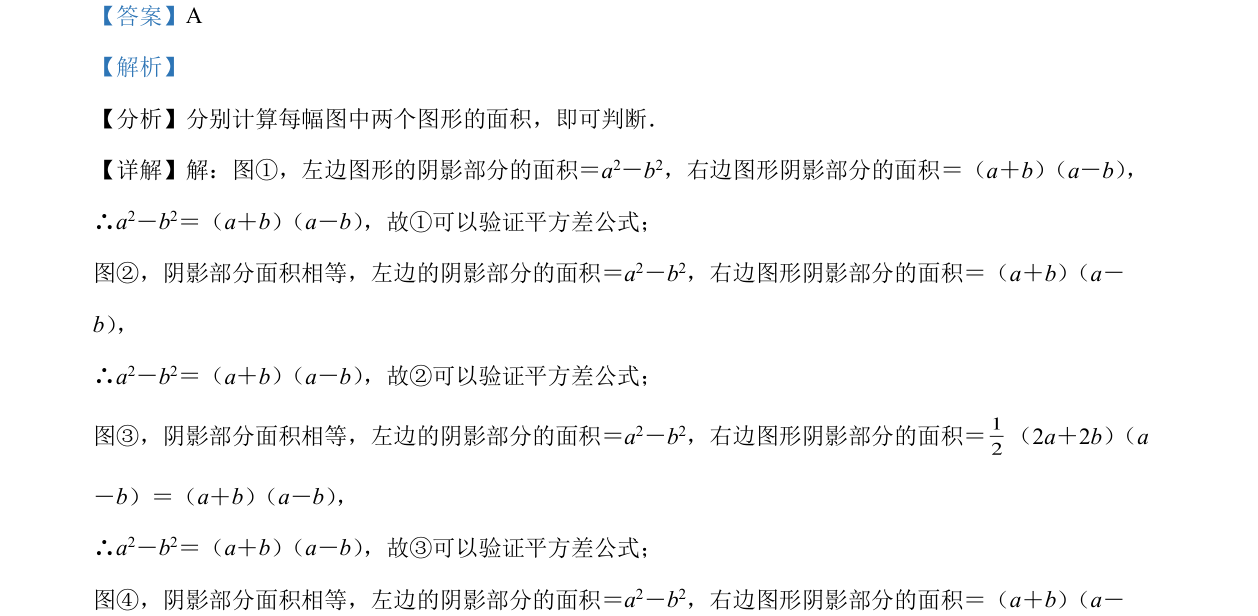 【答案】A
【解析】
【分析】分别计算每幅图中两个图形的面积，即可判断．
【详解】解：图①，左边图形的阴影部分的面积＝a²－b²，右边图形阴影部分的面积＝（a＋b）（a－b），
∴a²－b²＝（a＋b）（a－b），故①可以验证平方差公式；
图②，阴影部分面积相等，左边的阴影部分的面积＝a²－b²，右边图形阴影部分的面积＝（a＋b）（a－
b），
∴a²－b²＝（a＋b）（a－b），故②可以验证平方差公式；
图③，阴影部分面积相等，左边的阴影部分的面积＝a²－b²，右边图形阴影部分的面积＝1/2（2a＋2b）（a
－b）＝（a＋b）（a－b），
∴a²－b²＝（a＋b）（a－b），故③可以验证平方差公式；
图④，阴影部分面积相等，左边的阴影部分的面积＝a²－b²，右边图形阴影部分的面积＝（a＋b）（a－